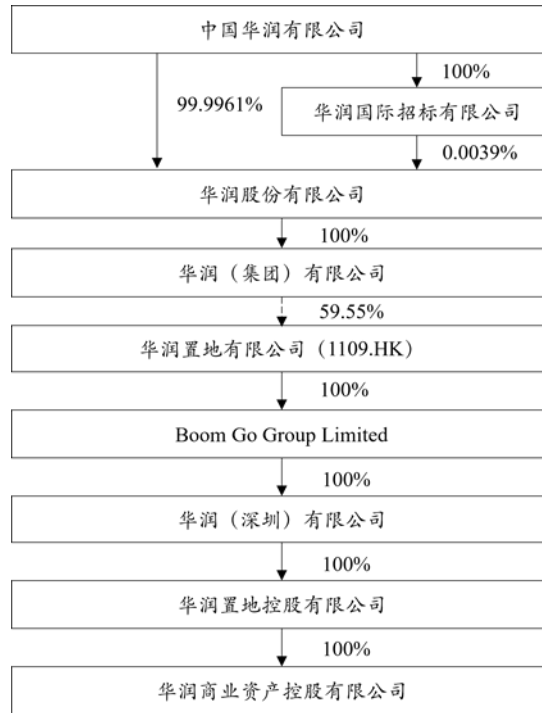 中国华润有限公司
100%
99.9961%
华润国际招标有限公司
0.0039%
华润股份有限公司
100%
华润（集团）有限公司
59.55%
华润置地有限公司（1109.HK）
100%
Boom Go Group Limited
100%
华润（深圳）有限公司
100%
华润置地控股有限公司
100%
华润商业资产控股有限公司